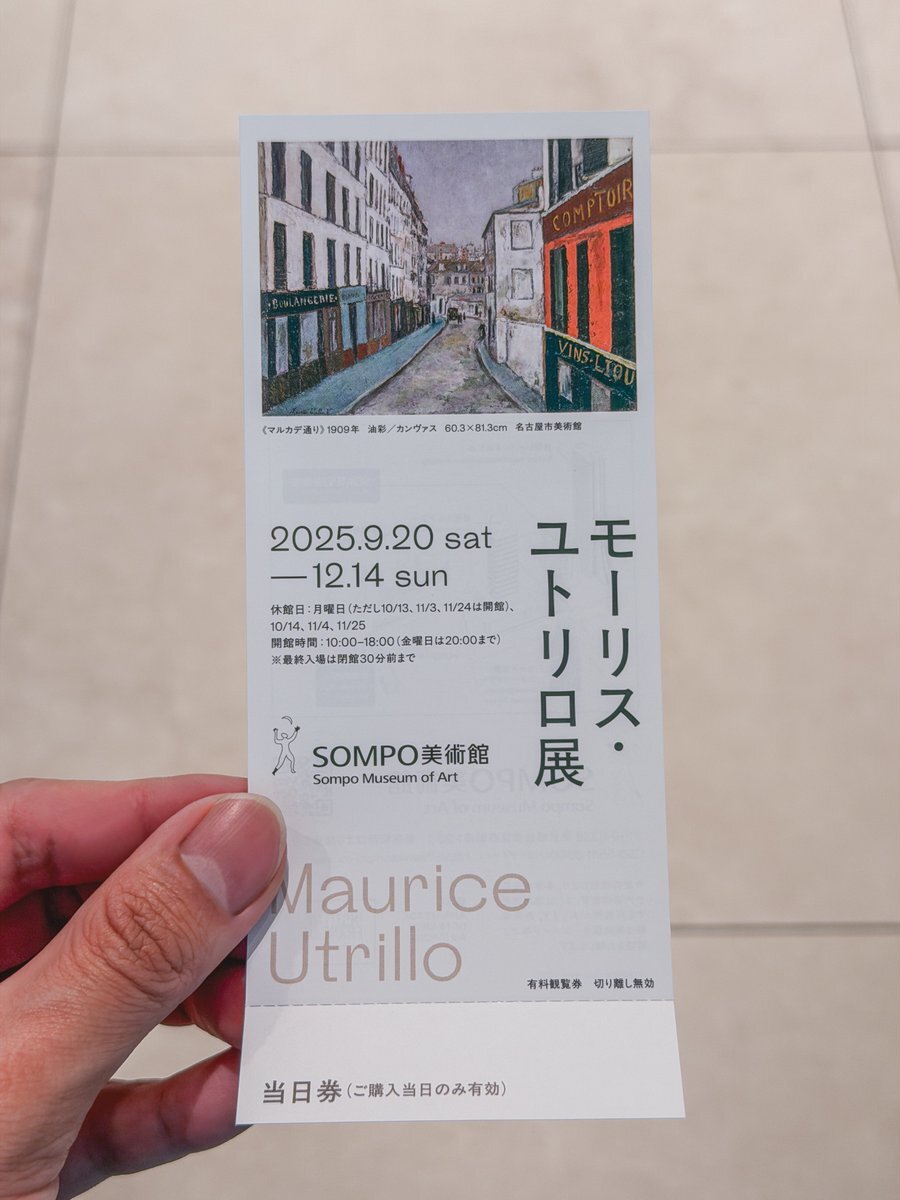 COMPTOIR
BOULANGERIE
VINS·LIQU
《マルカデ通り》1909年 油彩／カンヴァス 60.3×81.3cm 名古屋市美術館
モーリス・
ユトリロ展
2025.9.20 sat
—12.14 sun
休館日：月曜日（ただし10/13、11/3、11/24は開館）、
10/14、11/4、11/25
開館時間：10:00–18:00（金曜日は20:00まで）
※最終入場は閉館30分前まで
SOMPO美術館
Sompo Museum of Art
Maurice
Utrillo
有料観覧券 切り離し無効
当日券（ご購入当日のみ有効）